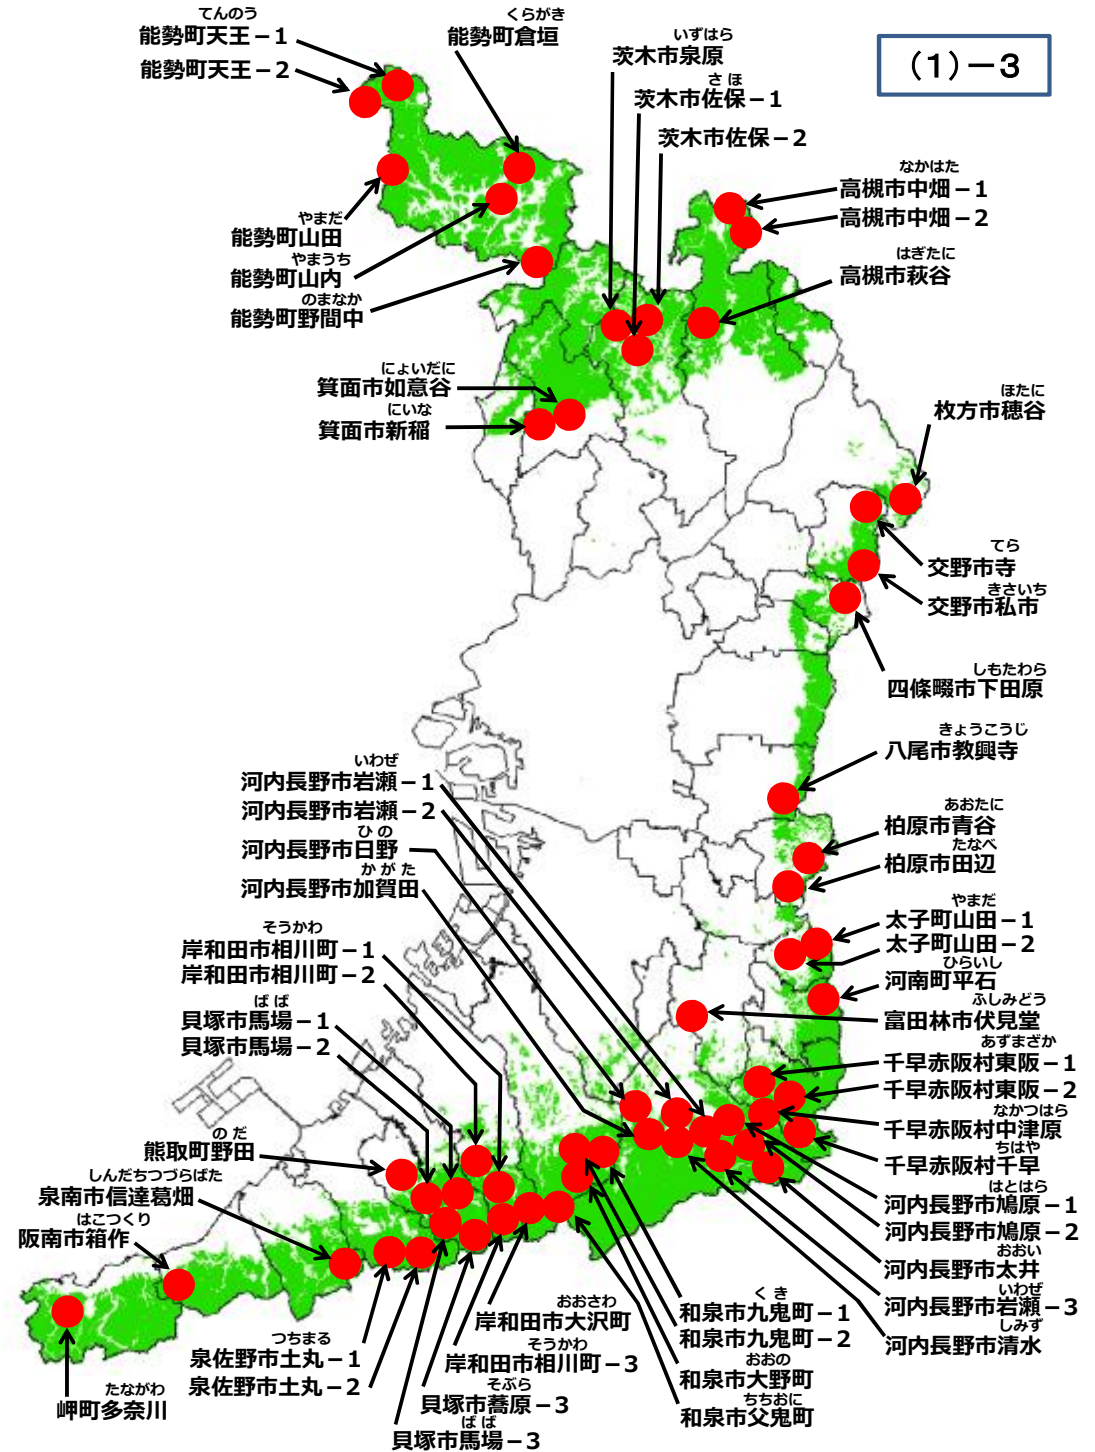 てんのう
能勢町天王－1
能勢町天王－2
くらがき
能勢町倉垣
いずはら
茨木市泉原
さほ
茨木市佐保－1
茨木市佐保－2
(1)－3
なかはた
高槻市中畑－1
高槻市中畑－2
はぎたに
高槻市萩谷
やまだ
能勢町山田
やまうち
能勢町山内
のまなか
能勢町野間中
にょいだに
箕面市如意谷
にいな
箕面市新稲
ほたに
枚方市穂谷
てら
交野市寺
きさいち
交野市私市
しもたわら
四條畷市下田原
きょうこうじ
八尾市教興寺
あおたに
柏原市青谷
たなべ
柏原市田辺
やまだ
太子町山田－1
太子町山田－2
ひらいし
河南町平石
ふしみどう
富田林市伏見堂
あずまざか
千早赤阪村東阪－1
千早赤阪村東阪－2
なかつはら
千早赤阪村中津原
ちはや
千早赤阪村千早
はとはら
河内長野市鳩原－1
河内長野市鳩原－2
おおい
河内長野市太井
いわぜ
河内長野市岩瀬－3
しみず
河内長野市清水
いわぜ
河内長野市岩瀬－1
河内長野市岩瀬－2
ひの
河内長野市日野
かがた
河内長野市加賀田
そうかわ
岸和田市相川町－1
岸和田市相川町－2
ばば
貝塚市馬場－1
貝塚市馬場－2
のだ
熊取町野田
しんだちつづらばた
泉南市信達葛畑
はこつくり
阪南市箱作
たながわ
岬町多奈川
つちまる
泉佐野市土丸－1
泉佐野市土丸－2
おおさわ
岸和田市大沢町
そうかわ
岸和田市相川町－3
そぶら
貝塚市蕎原－3
ばば
貝塚市馬場－3
くき
和泉市九鬼町－1
和泉市九鬼町－2
おおの
和泉市大野町
ちちおに
和泉市父鬼町